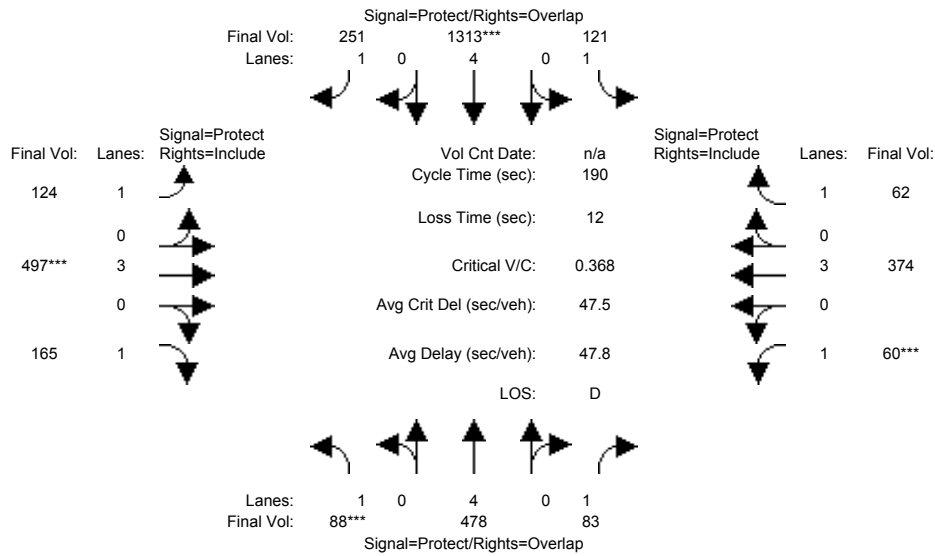 Signal=Protect/Rights=Overlap
Final Vol: 251 1313*** 121
Lanes: 1 0 4 0 1
Signal=Protect Signal=Protect
Final Vol: Lanes: Rights=Include Vol Cnt Date: n/a Rights=Include Lanes: Final Vol:
Cycle Time (sec): 190
124 1 1 62
Loss Time (sec): 12
0 0
497*** 3 Critical V/C: 0.368 3 374
0 Avg Crit Del (sec/veh): 47.5 0
165 1 Avg Delay (sec/veh): 47.8 1 60***
LOS: D
Lanes: 1 0 4 0 1
Final Vol: 88*** 478 83
Signal=Protect/Rights=Overlap